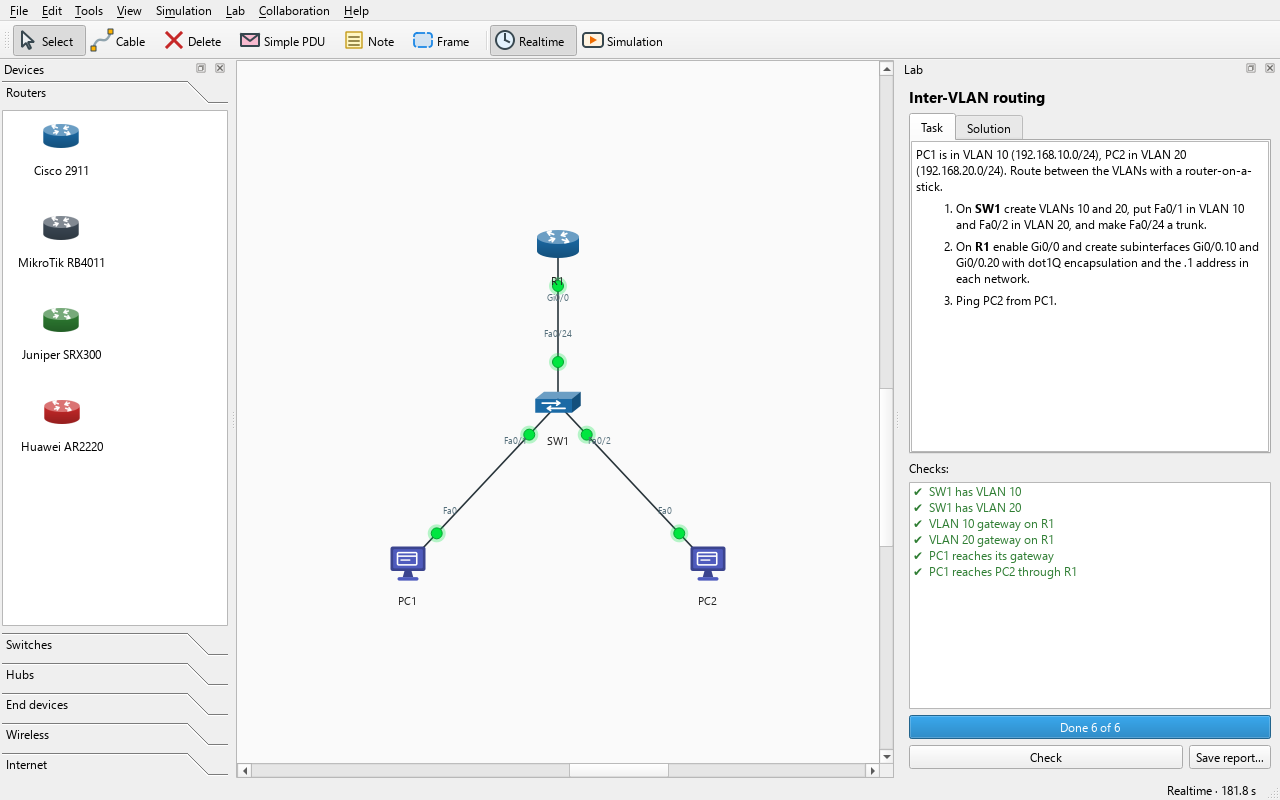 File Edit Tools View Simulation Lab Collaboration Help
Select Cable Delete Simple PDU Note Frame Realtime Simulation
Devices
Routers
Cisco 2911
MikroTik RB4011
Juniper SRX300
Huawei AR2220
Switches
Hubs
End devices
Wireless
Internet
R1
Gi0/0
Fa0/24
SW1
Fa0/1
Fa0/2
Fa0
Fa0
PC1
PC2
Lab
Inter-VLAN routing
Task Solution
PC1 is in VLAN 10 (192.168.10.0/24), PC2 in VLAN 20
(192.168.20.0/24). Route between the VLANs with a router-on-a-
stick.
1. On SW1 create VLANs 10 and 20, put Fa0/1 in VLAN 10
and Fa0/2 in VLAN 20, and make Fa0/24 a trunk.
2. On R1 enable Gi0/0 and create subinterfaces Gi0/0.10 and
Gi0/0.20 with dot1Q encapsulation and the .1 address in
each network.
3. Ping PC2 from PC1.
Checks:
✔ SW1 has VLAN 10
✔ SW1 has VLAN 20
✔ VLAN 10 gateway on R1
✔ VLAN 20 gateway on R1
✔ PC1 reaches its gateway
✔ PC1 reaches PC2 through R1
Done 6 of 6
Check Save report...
Realtime · 181.8 s